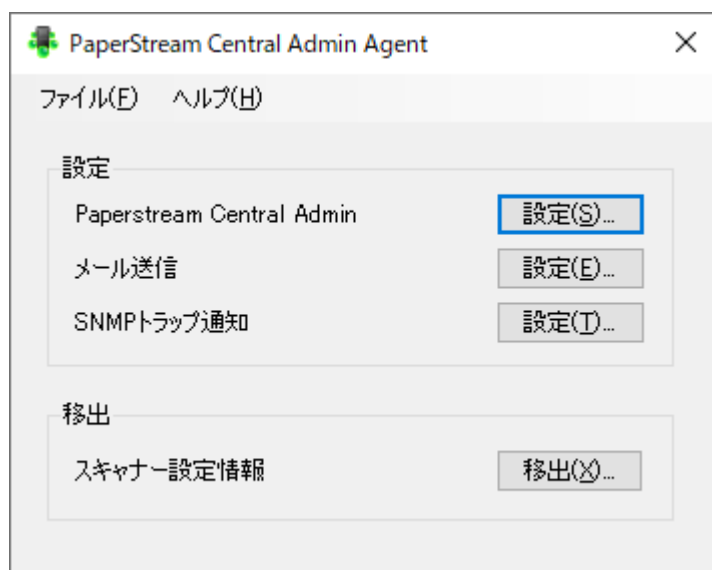 PaperStream Central Admin Agent
ファイル(F) ヘルプ(H)
設定
Paperstream Central Admin 設定(S)...
メール送信 設定(E)...
SNMPトラップ通知 設定(T)...
移出
スキャナー設定情報 移出(X)...